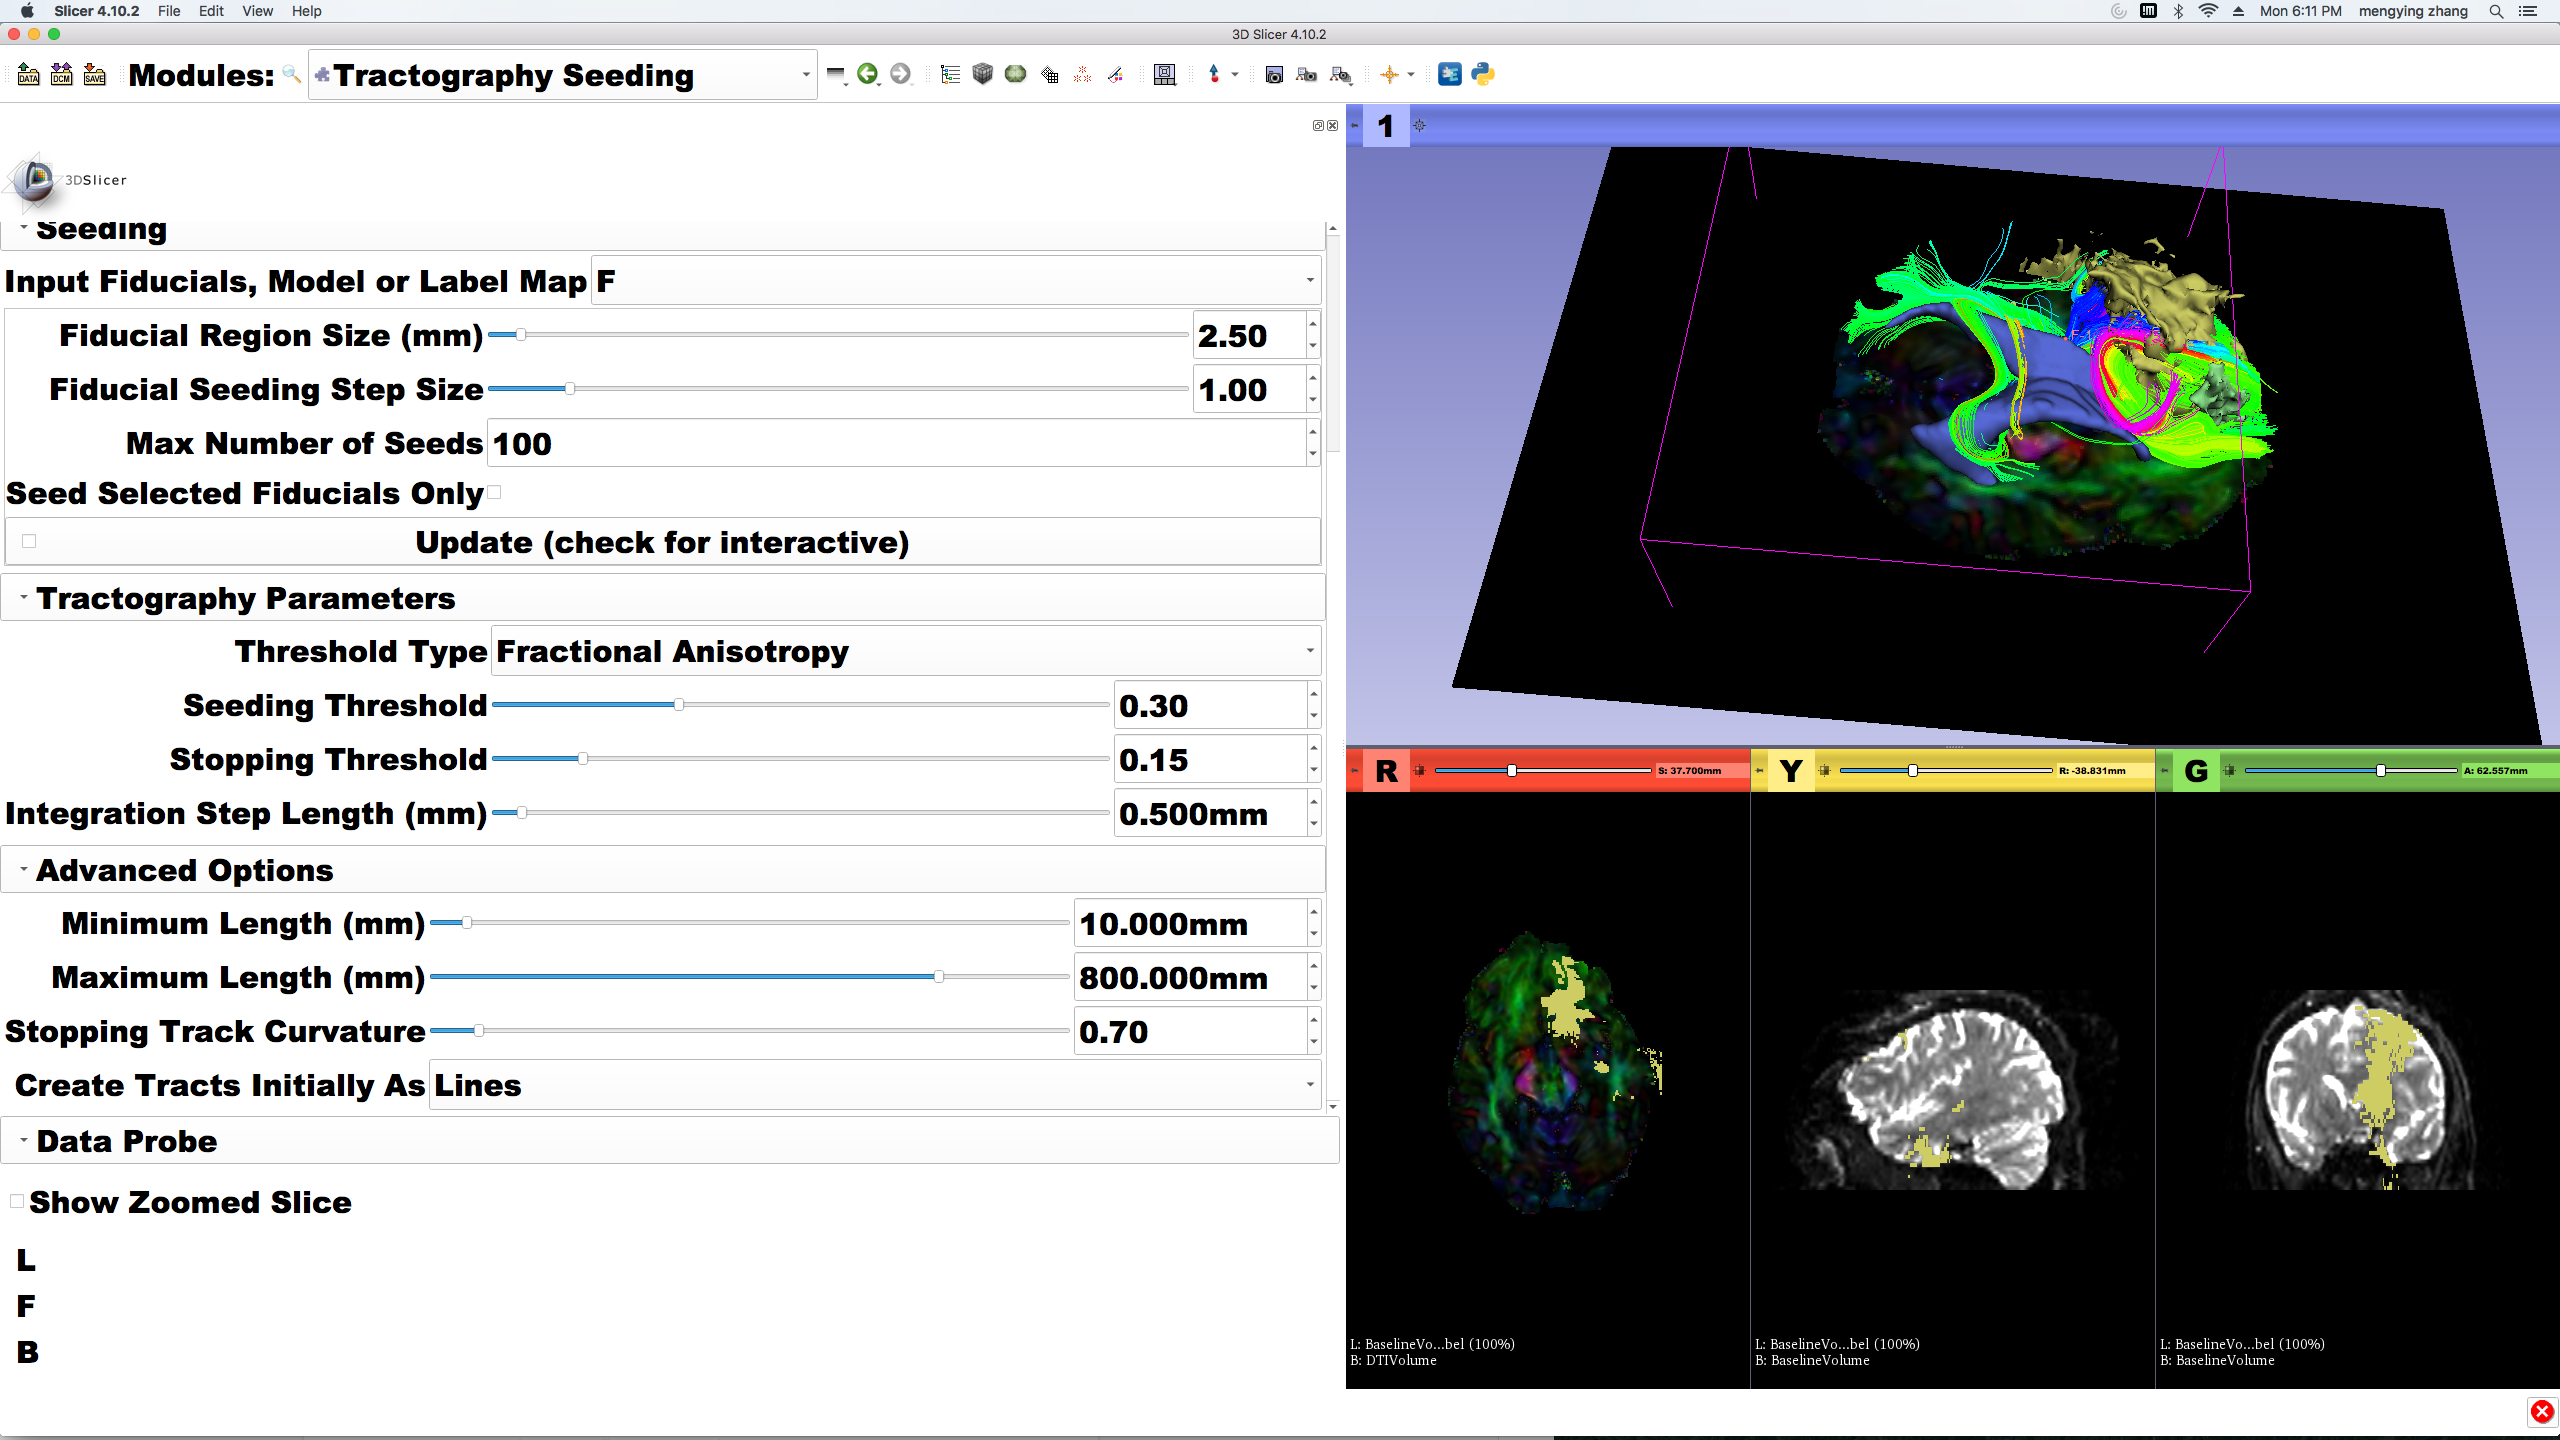 Slicer 4.10.2 File Edit View Help Mon 6:11 PM mengying zhang
3D Slicer 4.10.2
DATA DCM SAVE Modules: Tractography Seeding
1
3DSlicer
Seeding
Input Fiducials, Model or Label Map F
Fiducial Region Size (mm) 2.50
Fiducial Seeding Step Size 1.00
Max Number of Seeds 100
Seed Selected Fiducials Only
Update (check for interactive)
Tractography Parameters
Threshold Type Fractional Anisotropy
Seeding Threshold 0.30
Stopping Threshold 0.15
Integration Step Length (mm) 0.500mm
Advanced Options
Minimum Length (mm) 10.000mm
Maximum Length (mm) 800.000mm
Stopping Track Curvature 0.70
Create Tracts Initially As Lines
Data Probe
Show Zoomed Slice
L
F
B
R S: 37.700mm
Y R: -38.831mm
G A: 62.557mm
L: BaselineVo...bel (100%)
B: DTIVolume
L: BaselineVo...bel (100%)
B: BaselineVolume
L: BaselineVo...bel (100%)
B: BaselineVolume